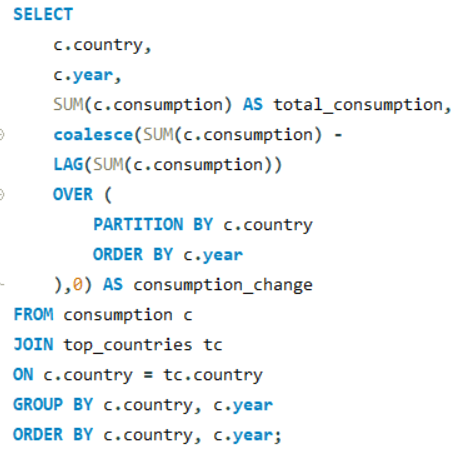 SELECT
c.country,
c.year,
SUM(c.consumption) AS total_consumption,
coalesce(SUM(c.consumption) -
LAG(SUM(c.consumption))
OVER (
PARTITION BY c.country
ORDER BY c.year
),0) AS consumption_change
FROM consumption c
JOIN top_countries tc
ON c.country = tc.country
GROUP BY c.country, c.year
ORDER BY c.country, c.year;